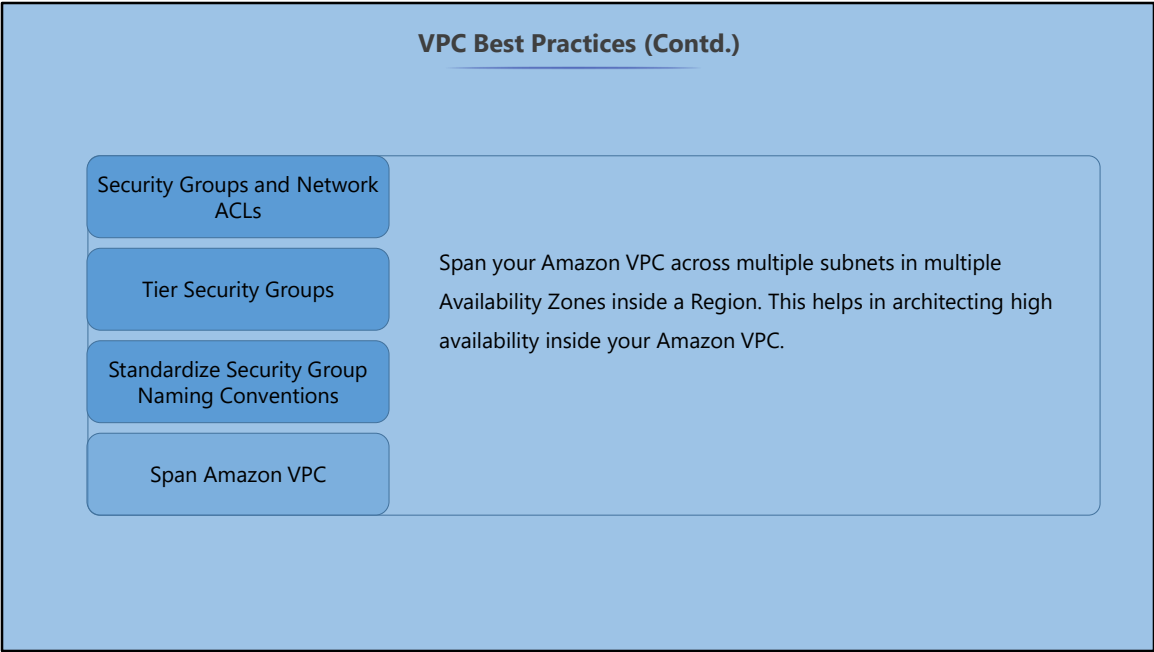 VPC Best Practices (Contd.)
Security Groups and Network
ACLs
Tier Security Groups
Standardize Security Group
Naming Conventions
Span Amazon VPC
Span your Amazon VPC across multiple subnets in multiple
Availability Zones inside a Region. This helps in architecting high
availability inside your Amazon VPC.